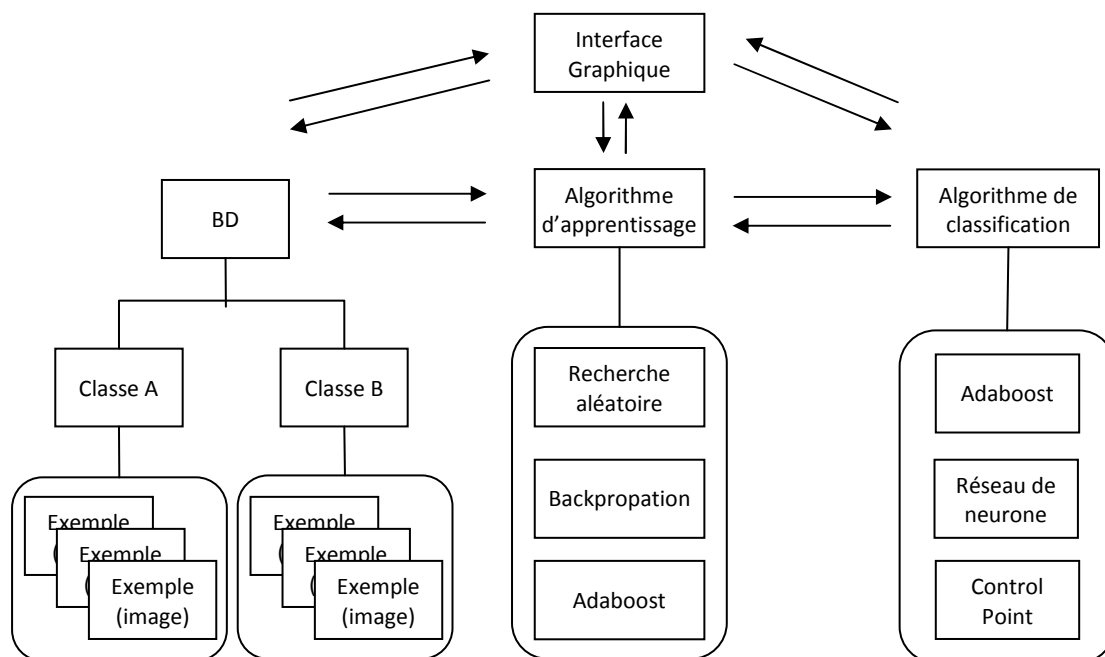 Interface
Graphique
BD
Algorithme
d'apprentissage
Algorithme de
classification
Classe A
Classe B
Recherche
aléatoire
Adaboost
Backpropation
Réseau de
neurone
Adaboost
Control
Point
Exemple
(
Exemple
(
Exemple
(image)
Exemple
(
Exemple
(
Exemple
(image)